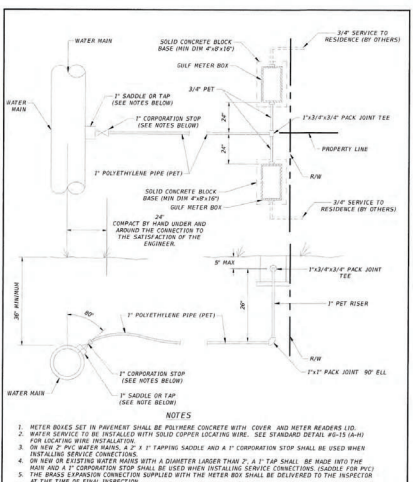 WATER MAIN
SOLID CONCRETE BLOCK
BASE (MIN DIM 4"x8"x16")
3/4" SERVICE TO
RESIDENCE (BY OTHERS)
GULF METER BOX
3/4" PET
1" SADDLE OR TAP
(SEE NOTES BELOW)
WATER
MAIN
1" CORPORATION STOP
(SEE NOTES BELOW)
24"
1"x3/4"x3/4" PACK JOINT TEE
PROPERTY LINE
24"
1" POLYETHYLENE PIPE (PET)
R/W
SOLID CONCRETE BLOCK
BASE (MIN DIM 4"x8"x16")
GULF METER BOX
3/4" SERVICE TO
RESIDENCE (BY OTHERS)
24"
COMPACT BY HAND UNDER AND
AROUND THE CONNECTION TO
THE SATISFACTION OF THE
ENGINEER.
MAX
1"x3/4"x3/4" PACK JOINT
TEE
36" MINIMUM
80°
1" POLYETHYLENE PIPE (PET)
26"
1" PET RISER
1" CORPORATION STOP
(SEE NOTES BELOW)
R/W
WATER MAIN
1" SADDLE OR TAP
(SEE NOTE BELOW)
1"x1" PACK JOINT 90° ELL
NOTES
1. METER BOXES SET IN PAVEMENT SHALL BE POLYMERE CONCRETE WITH COVER AND METER READERS LID.
2. WATER SERVICE TO BE INSTALLED WITH SOLID COPPER LOCATING WIRE. SEE STANDARD DETAIL #G-15 (A-H)
FOR LOCATING WIRE INSTALLATION.
3. ON NEW 2" PVC WATER MAINS, A 2" X 1" TAPPING SADDLE AND A 1" CORPORATION STOP SHALL BE USED WHEN
INSTALLING SERVICE CONNECTIONS.
4. ON NEW OR EXISTING WATER MAINS WITH A DIAMETER LARGER THAN 2", A 1" TAP SHALL BE MADE INTO THE
MAIN AND A 1" CORPORATION STOP SHALL BE USED WHEN INSTALLING SERVICE CONNECTIONS. (SADDLE FOR PVC)
5. THE BRASS EXPANSION CONNECTION SUPPLIED WITH THE METER BOX SHALL BE DELIVERED TO THE INSPECTOR
AT THE TIME OF FINAL INSPECTION.